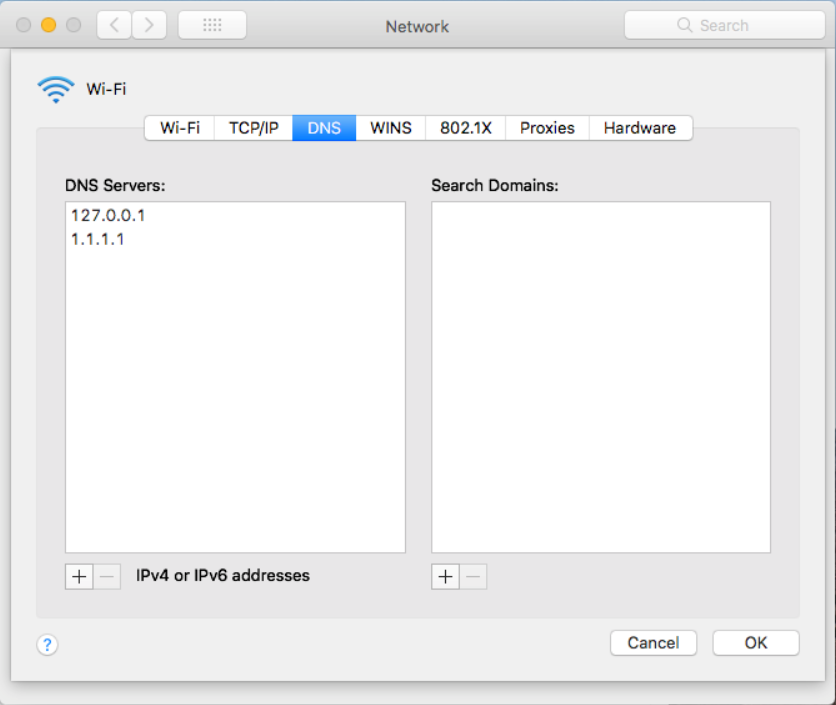 Network
Search
Wi-Fi
Wi-Fi TCP/IP DNS WINS 802.1X Proxies Hardware
DNS Servers:
127.0.0.1
1.1.1.1
Search Domains:
+ − IPv4 or IPv6 addresses
+ −
?
Cancel
OK